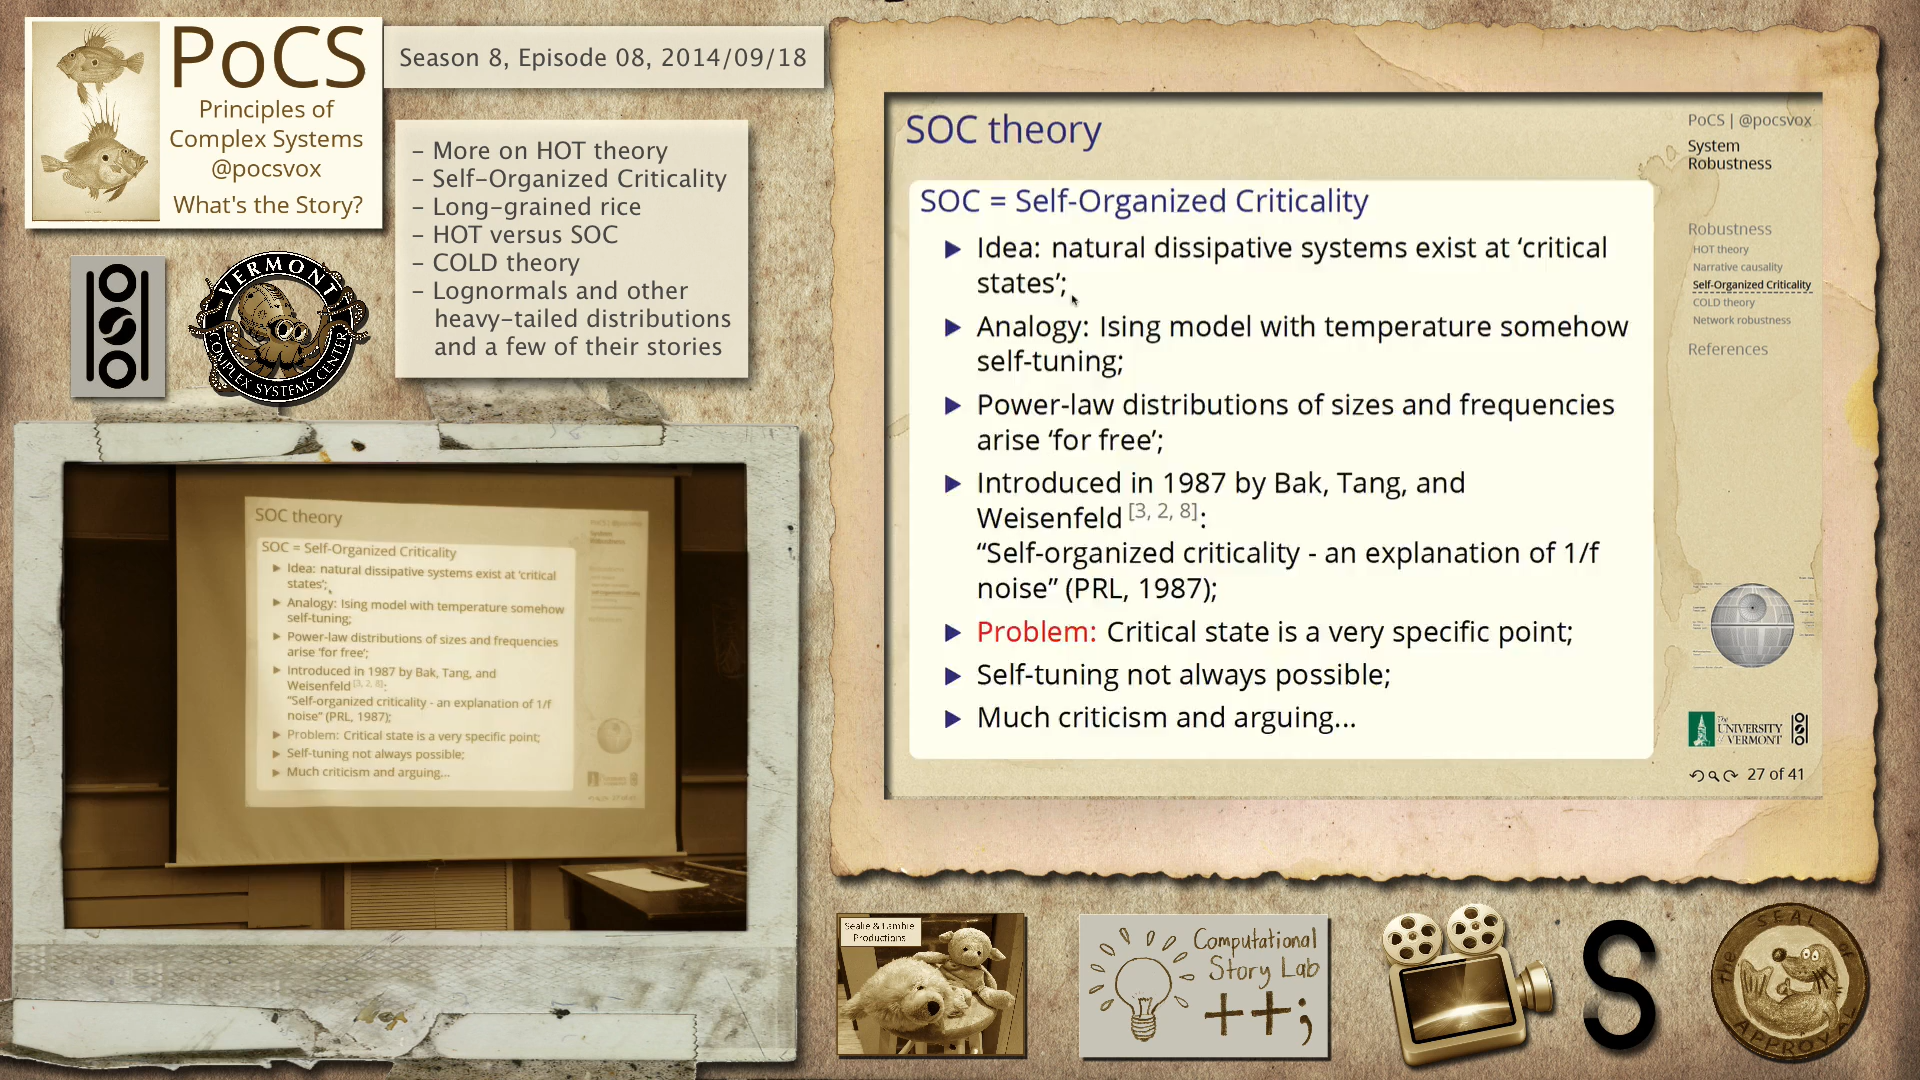 PoCS
Principles of
Complex Systems
@pocsvox
What's the Story?
Season 8, Episode 08, 2014/09/18
– More on HOT theory
– Self-Organized Criticality
– Long-grained rice
– HOT versus SOC
– COLD theory
– Lognormals and other
heavy-tailed distributions
and a few of their stories
VERMONT
COMPLEX SYSTEMS CENTER
SOC theory
SOC = Self-Organized Criticality
▶ Idea: natural dissipative systems exist at ‘critical
states’;
▶ Analogy: Ising model with temperature somehow
self-tuning;
▶ Power-law distributions of sizes and frequencies
arise ‘for free’;
▶ Introduced in 1987 by Bak, Tang, and
Weisenfeld [3, 2, 8]:
“Self-organized criticality - an explanation of 1/f
noise” (PRL, 1987);
▶ Problem: Critical state is a very specific point;
▶ Self-tuning not always possible;
▶ Much criticism and arguing...
PoCS | @pocsvox
System
Robustness
Robustness
HOT theory
Narrative causality
Self-Organized Criticality
COLD theory
Network robustness
References
The
UNIVERSITY
of VERMONT
27 of 41
SOC theory
SOC = Self-Organized Criticality
▶ Idea: natural dissipative systems exist at ‘critical
states’;
▶ Analogy: Ising model with temperature somehow
self-tuning;
▶ Power-law distributions of sizes and frequencies
arise ‘for free’;
▶ Introduced in 1987 by Bak, Tang, and
Weisenfeld [3, 2, 8]:
“Self-organized criticality - an explanation of 1/f
noise” (PRL, 1987);
▶ Problem: Critical state is a very specific point;
▶ Self-tuning not always possible;
▶ Much criticism and arguing...
Sealie & Lambie
Productions
Computational
Story Lab
++;
S
the SEAL OF
APPROVAL